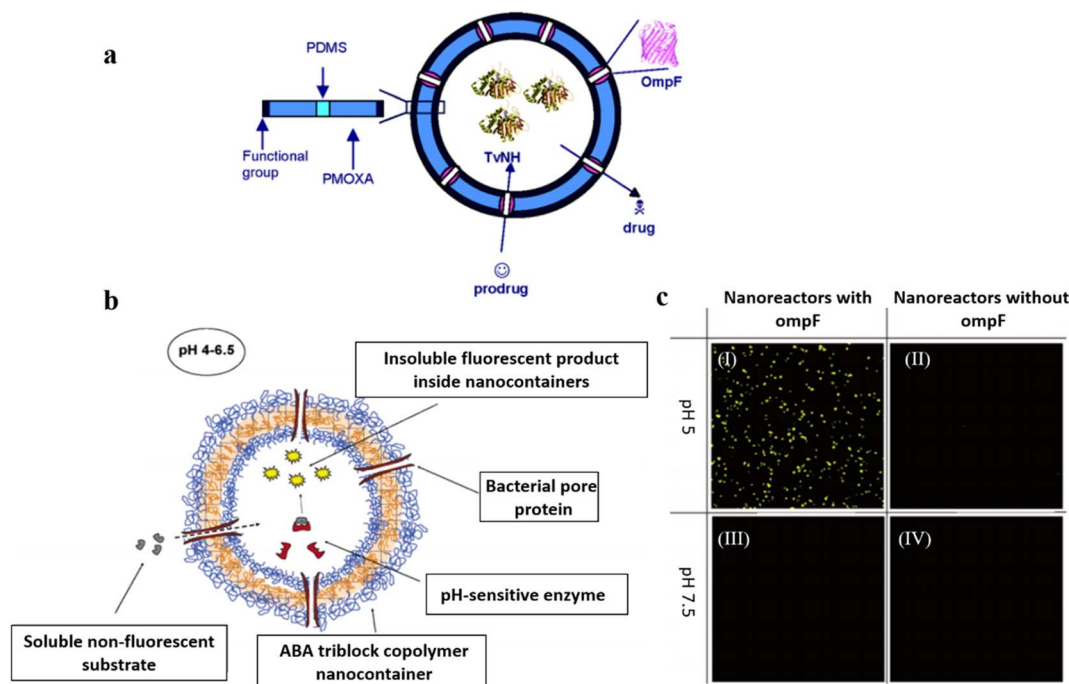 a
PDMS
Functional
group
PMOXA
TvNH
OmpF
drug
prodrug
b
pH 4-6.5
Insoluble fluorescent product
inside nanocontainers
Bacterial pore
protein
pH-sensitive enzyme
Soluble non-fluorescent
substrate
ABA triblock copolymer
nanocontainer
c
Nanoreactors with
ompF
Nanoreactors without
ompF
pH 5
(I)
(II)
pH 7.5
(III)
(IV)